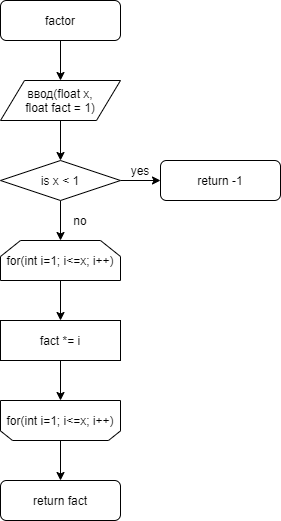 factor
ввод(float x,
float fact = 1)
is x < 1
yes
return -1
no
for(int i=1; i<=x; i++)
fact *= i
for(int i=1; i<=x; i++)
return fact